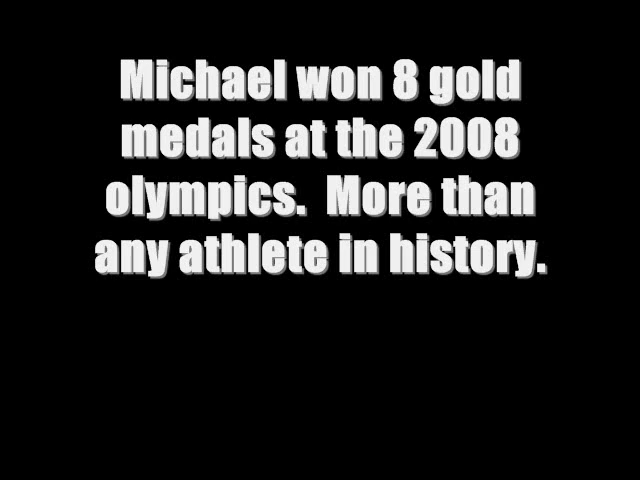 Michael won 8 gold
medals at the 2008
olympics.  More than
any athlete in history.